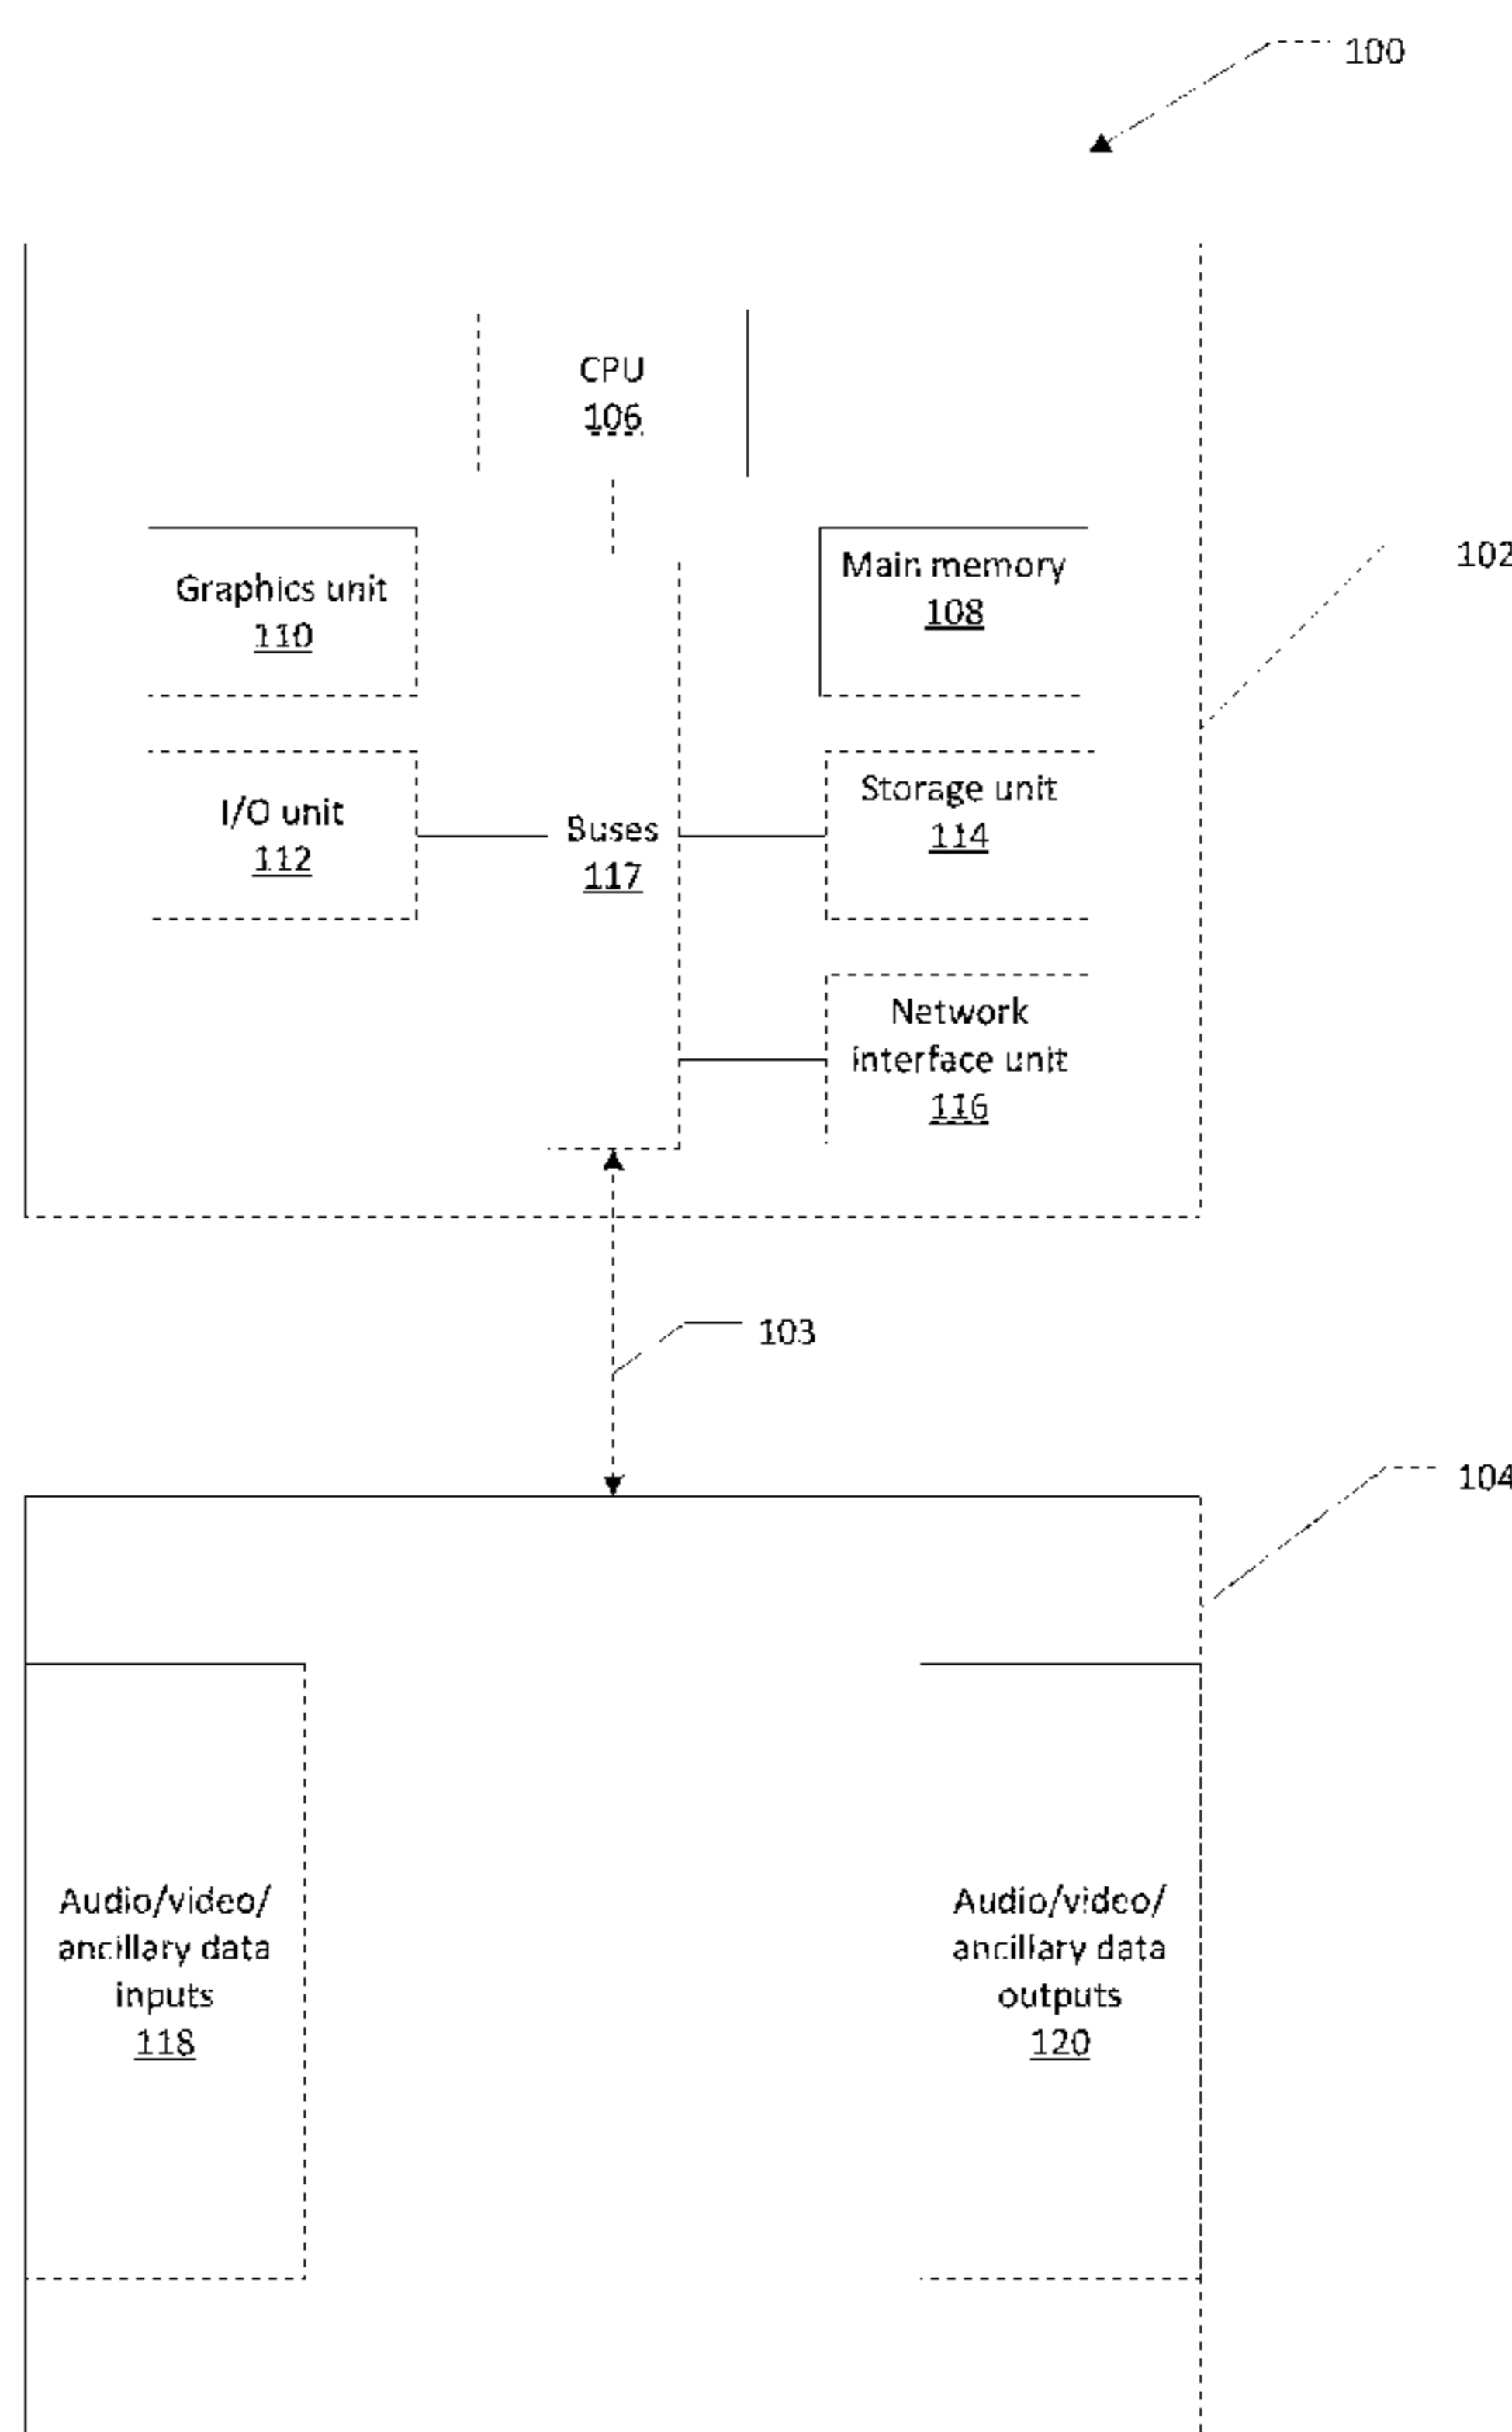 100
CPU
106
Graphics unit
110
Main memory
108
102
I/O unit
112
Buses
117
Storage unit
114
Network
interface unit
116
103
104
Audio/video/
ancillary data
inputs
118
Audio/video/
ancillary data
outputs
120